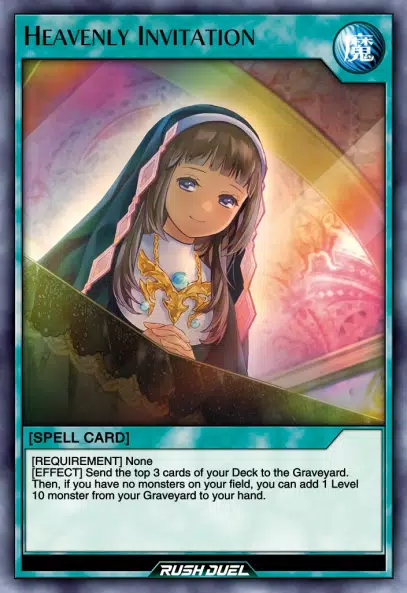 Heavenly Invitation
魔
[SPELL CARD]
[REQUIREMENT] None
[EFFECT] Send the top 3 cards of your Deck to the Graveyard.
Then, if you have no monsters on your field, you can add 1 Level
10 monster from your Graveyard to your hand.
RUSH DUEL